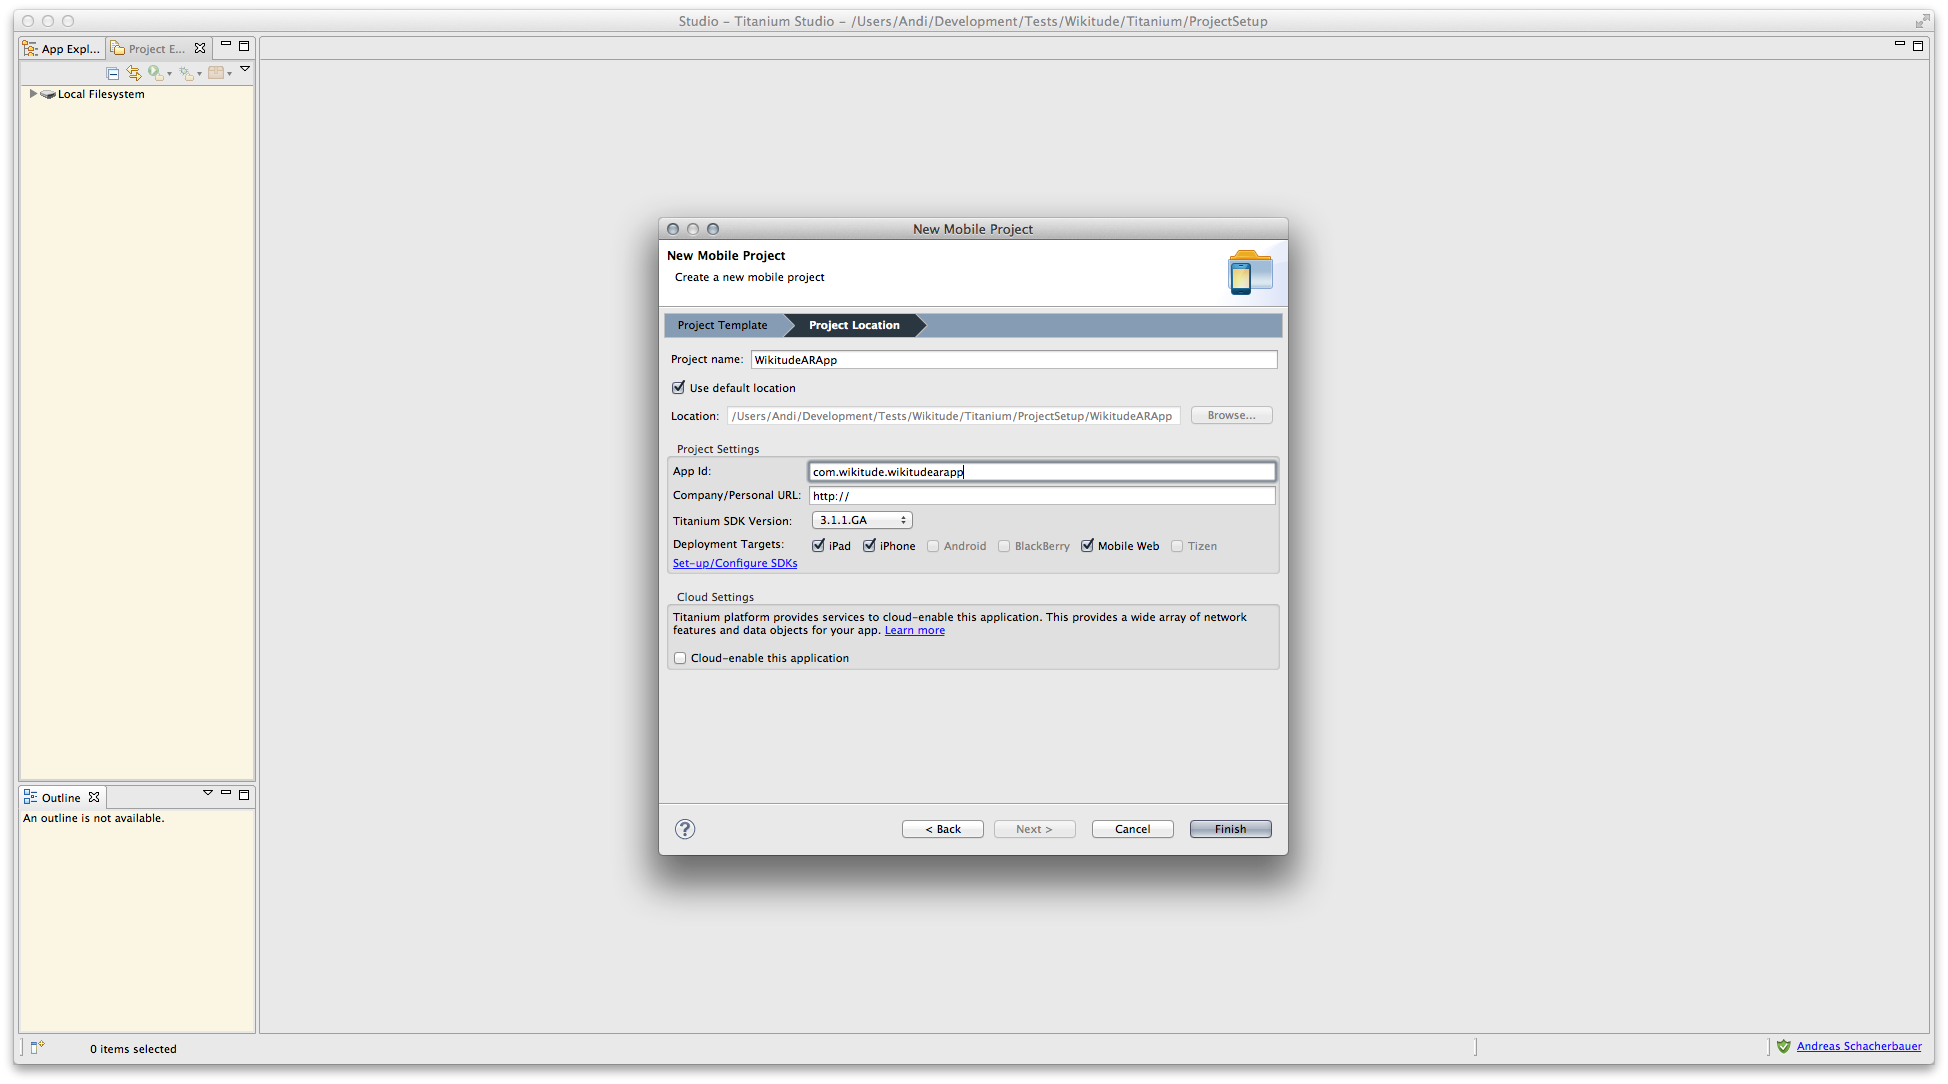 Studio – Titanium Studio – /Users/Andi/Development/Tests/Wikitude/Titanium/ProjectSetup
App Expl... Project E...
Local Filesystem
New Mobile Project
New Mobile Project
Create a new mobile project
Project Template Project Location
Project name: WikitudeARApp
Use default location
Location: /Users/Andi/Development/Tests/Wikitude/Titanium/ProjectSetup/WikitudeARApp Browse...
Project Settings
App Id: com.wikitude.wikitudearapp
Company/Personal URL: http://
Titanium SDK Version: 3.1.1.GA
Deployment Targets: iPad iPhone Android BlackBerry Mobile Web Tizen
Set-up/Configure SDKs
Cloud Settings
Titanium platform provides services to cloud-enable this application. This provides a wide array of network
features and data objects for your app. Learn more
Cloud-enable this application
? < Back Next > Cancel Finish
Outline
An outline is not available.
0 items selected
Andreas Schacherbauer